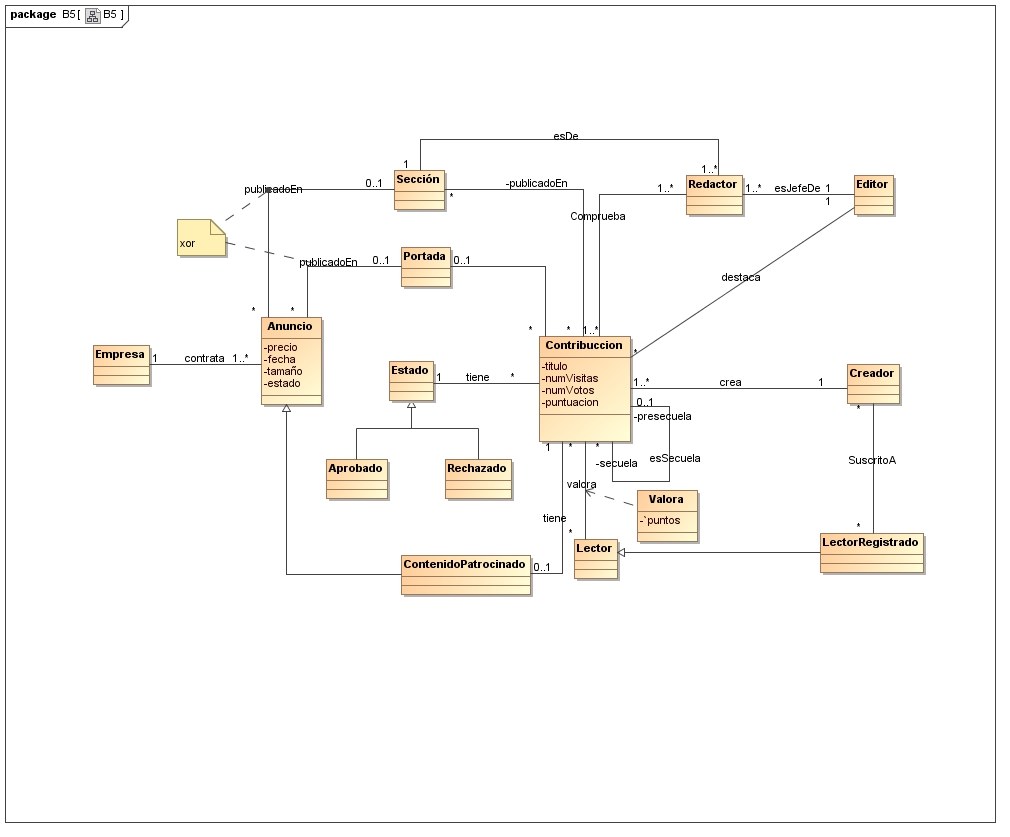 package B5 [ B5 ]
esDe
1
1..*
Sección
publicadoEn
0..1
*
-publicadoEn
Redactor
1..*
1..*
esJefeDe
1
1
Editor
Comprueba
xor
publicadoEn
0..1
Portada
0..1
destaca
*
*
*
*
1..*
*
Anuncio
-precio
-fecha
-tamaño
-estado
Empresa
1
contrata
1..*
Estado
1
tiene
*
Contribuccion
-titulo
-numVisitas
-numVotos
-puntuacion
1..*
crea
1
Creador
0..1
-presecuela
*
Aprobado
Rechazado
1
*
*
-secuela
esSecuela
SuscritoA
valora
Valora
-`puntos
tiene
*
*
Lector
LectorRegistrado
ContenidoPatrocinado
0..1